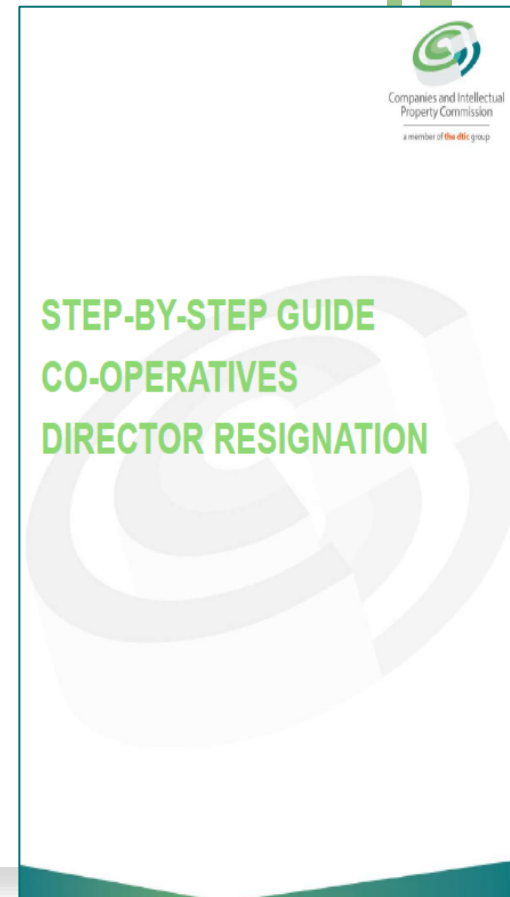 Companies and Intellectual
Property Commission
a member of the dtic group
STEP-BY-STEP GUIDE
CO-OPERATIVES
DIRECTOR RESIGNATION